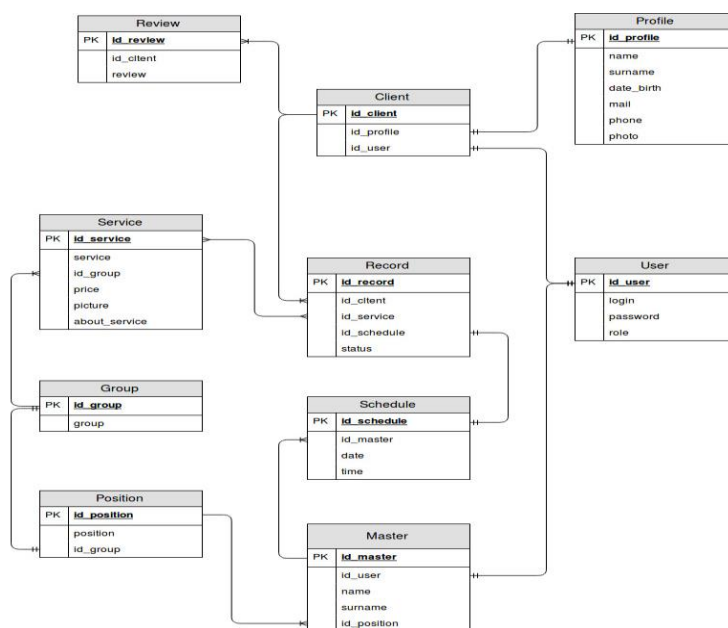 Review
PK id_review
id_cltent
review
Profile
PK id_profile
name
surname
date_birth
mail
phone
photo
Client
PK id_client
id_profile
id_user
Service
PK id_service
service
id_group
price
picture
about_service
Record
PK id_record
id_cltent
id_service
id_schedule
status
User
PK id_user
login
password
role
Group
PK id_group
group
Schedule
PK id_schedule
id_master
date
time
Position
PK id_position
position
id_group
Master
PK id_master
id_user
name
surname
id_position